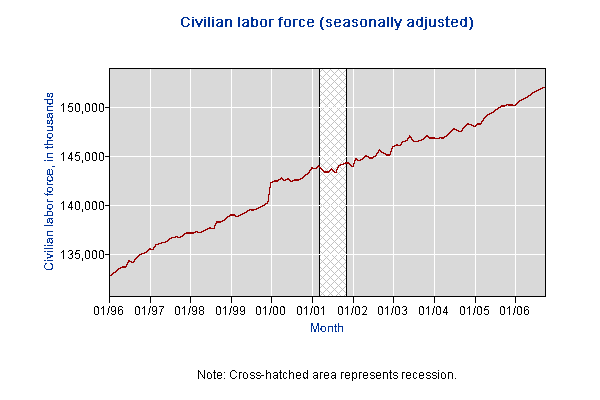 Civilian labor force (seasonally adjusted)
Civilian labor force, in thousands
150,000
145,000
140,000
135,000
01/96 01/97 01/98 01/99 01/00 01/01 01/02 01/03 01/04 01/05 01/06
Month
Note: Cross-hatched area represents recession.